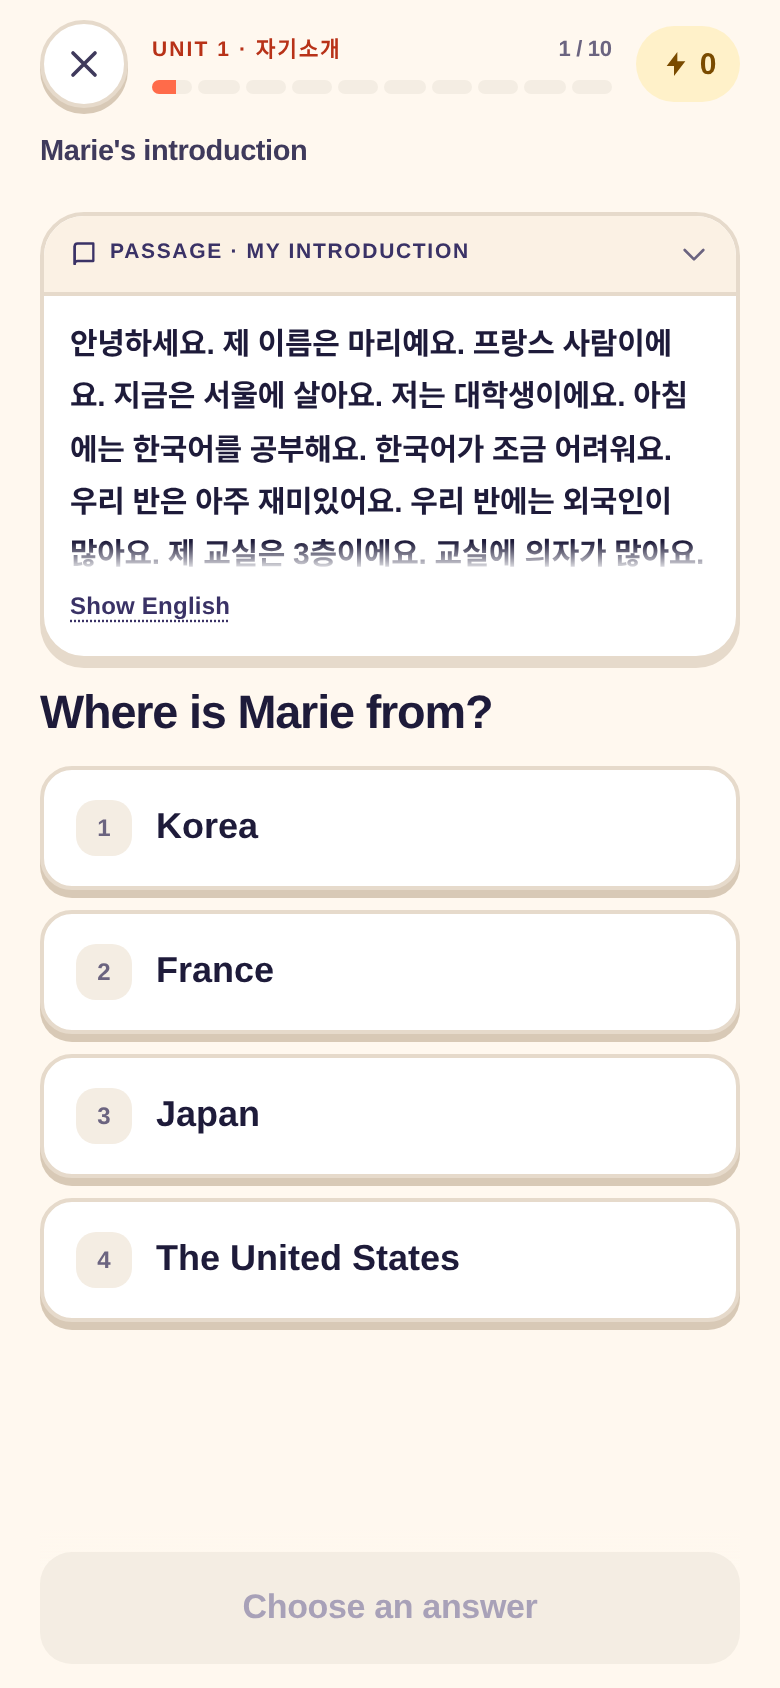 UNIT 1 · 자기소개
1 / 10
0
Marie's introduction
PASSAGE · MY INTRODUCTION
안녕하세요. 제 이름은 마리예요. 프랑스 사람이에
요. 지금은 서울에 살아요. 저는 대학생이에요. 아침
에는 한국어를 공부해요. 한국어가 조금 어려워요.
우리 반은 아주 재미있어요. 우리 반에는 외국인이
많아요. 제 교실은 3층이에요. 교실에 의자가 많아요.
Show English
Where is Marie from?
1 Korea
2 France
3 Japan
4 The United States
Choose an answer